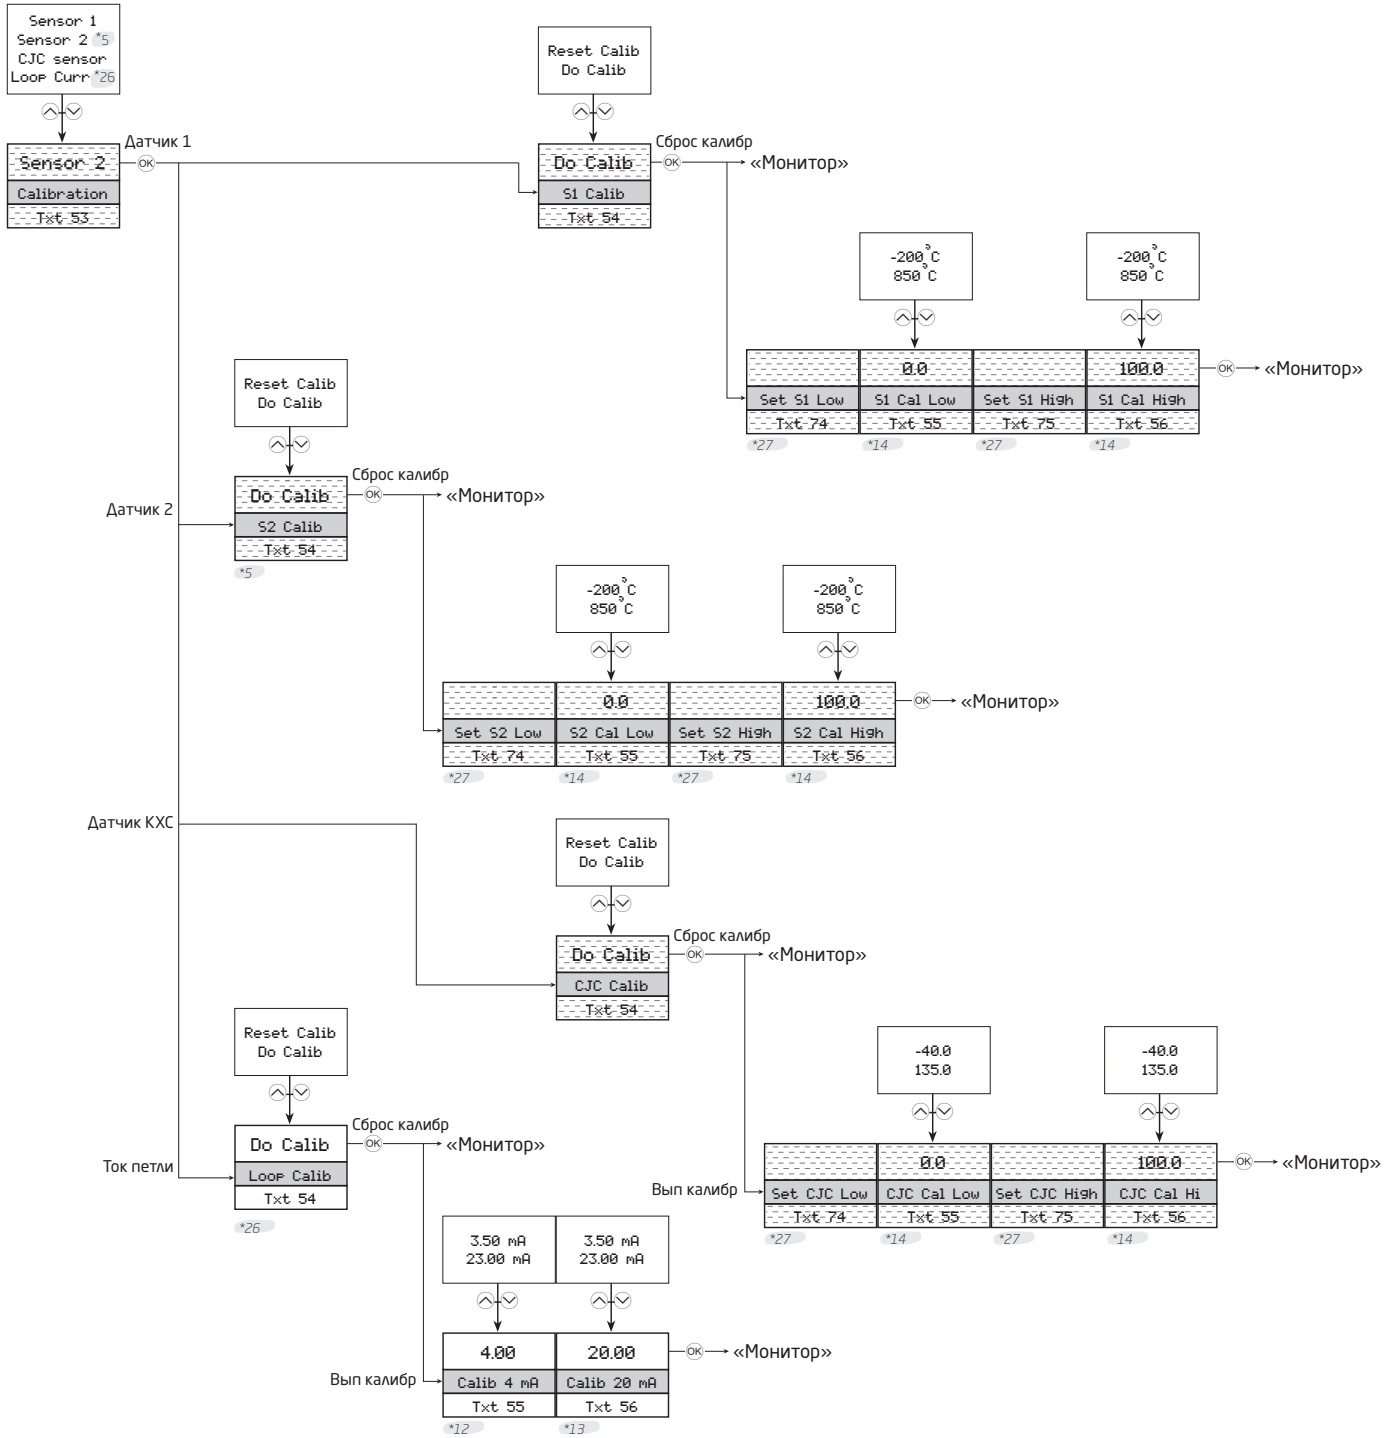 Sensor 1
Sensor 2 *5
CJC sensor
Loop Curr *26
Sensor 2
Calibration
Txt 53
OK
Датчик 1
Reset Calib
Do Calib
Do Calib
S1 Calib
Txt 54
Сброс калибр
OK
«Монитор»
-200°C
850°C
-200°C
850°C
0.0
100.0
OK
«Монитор»
Set S1 Low
S1 Cal Low
Set S1 High
S1 Cal High
Txt 74
Txt 55
Txt 75
Txt 56
*27
*14
*27
*14
Reset Calib
Do Calib
Датчик 2
Do Calib
S2 Calib
Txt 54
*5
Сброс калибр
OK
«Монитор»
-200°C
850°C
-200°C
850°C
0.0
100.0
OK
«Монитор»
Set S2 Low
S2 Cal Low
Set S2 High
S2 Cal High
Txt 74
Txt 55
Txt 75
Txt 56
*27
*14
*27
*14
Датчик КХС
Reset Calib
Do Calib
Do Calib
CJC Calib
Txt 54
Сброс калибр
OK
«Монитор»
-40.0
135.0
-40.0
135.0
Вып калибр
0.0
100.0
OK
«Монитор»
Set CJC Low
CJC Cal Low
Set CJC High
CJC Cal Hi
Txt 74
Txt 55
Txt 75
Txt 56
*27
*14
*27
*14
Reset Calib
Do Calib
Ток петли
Do Calib
Loop Calib
Txt 54
*26
Сброс калибр
OK
«Монитор»
3.50 mA
23.00 mA
3.50 mA
23.00 mA
Вып калибр
4.00
20.00
OK
«Монитор»
Calib 4 mA
Calib 20 mA
Txt 55
Txt 56
*12
*13